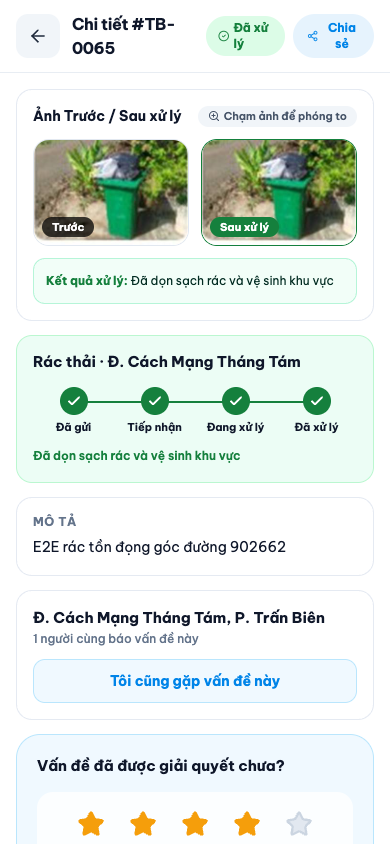 Chi tiết #TB-
0065
Đã xử
lý
Chia
sẻ
Ảnh Trước / Sau xử lý
Chạm ảnh để phóng to
Trước
Sau xử lý
Kết quả xử lý: Đã dọn sạch rác và vệ sinh khu vực
Rác thải · Đ. Cách Mạng Tháng Tám
Đã gửi
Tiếp nhận
Đang xử lý
Đã xử lý
Đã dọn sạch rác và vệ sinh khu vực
MÔ TẢ
E2E rác tồn đọng góc đường 902662
Đ. Cách Mạng Tháng Tám, P. Trấn Biên
1 người cùng báo vấn đề này
Tôi cũng gặp vấn đề này
Vấn đề đã được giải quyết chưa?